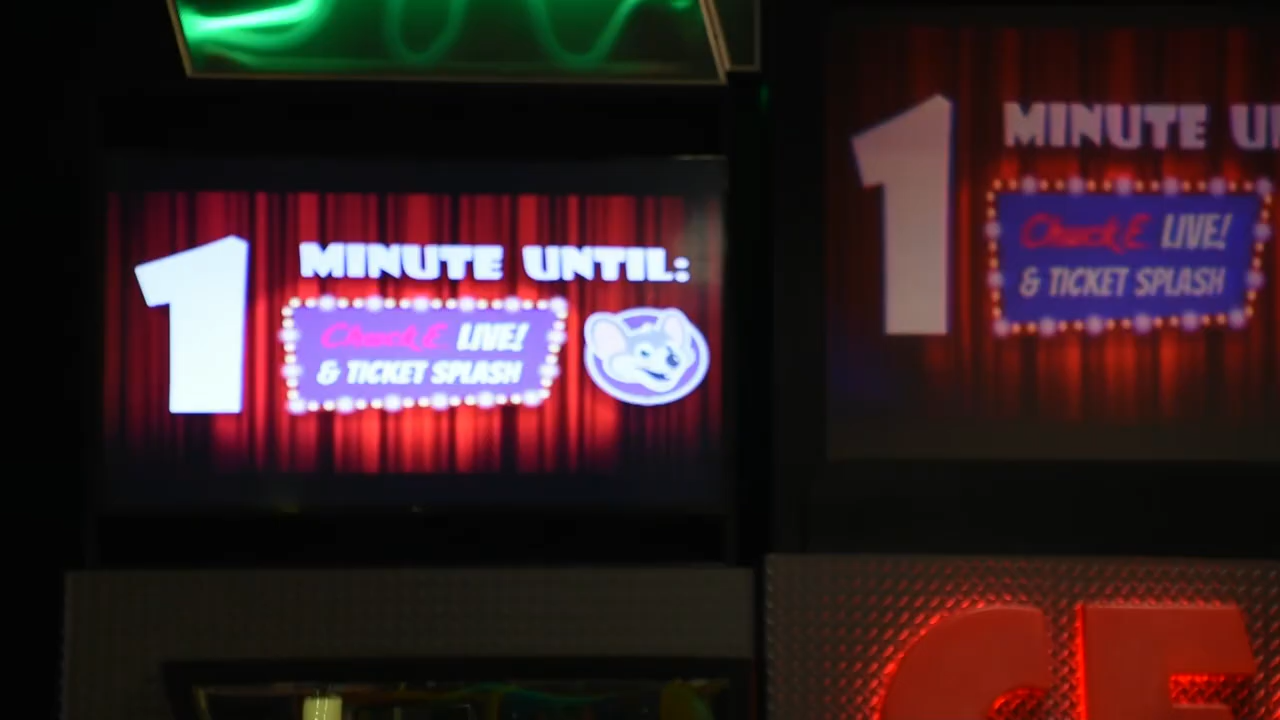 1
MINUTE UNTIL:
Chuck E. LIVE!
& TICKET SPLASH
1
MINUTE U
Chuck E. LIVE!
& TICKET SPLASH
CE